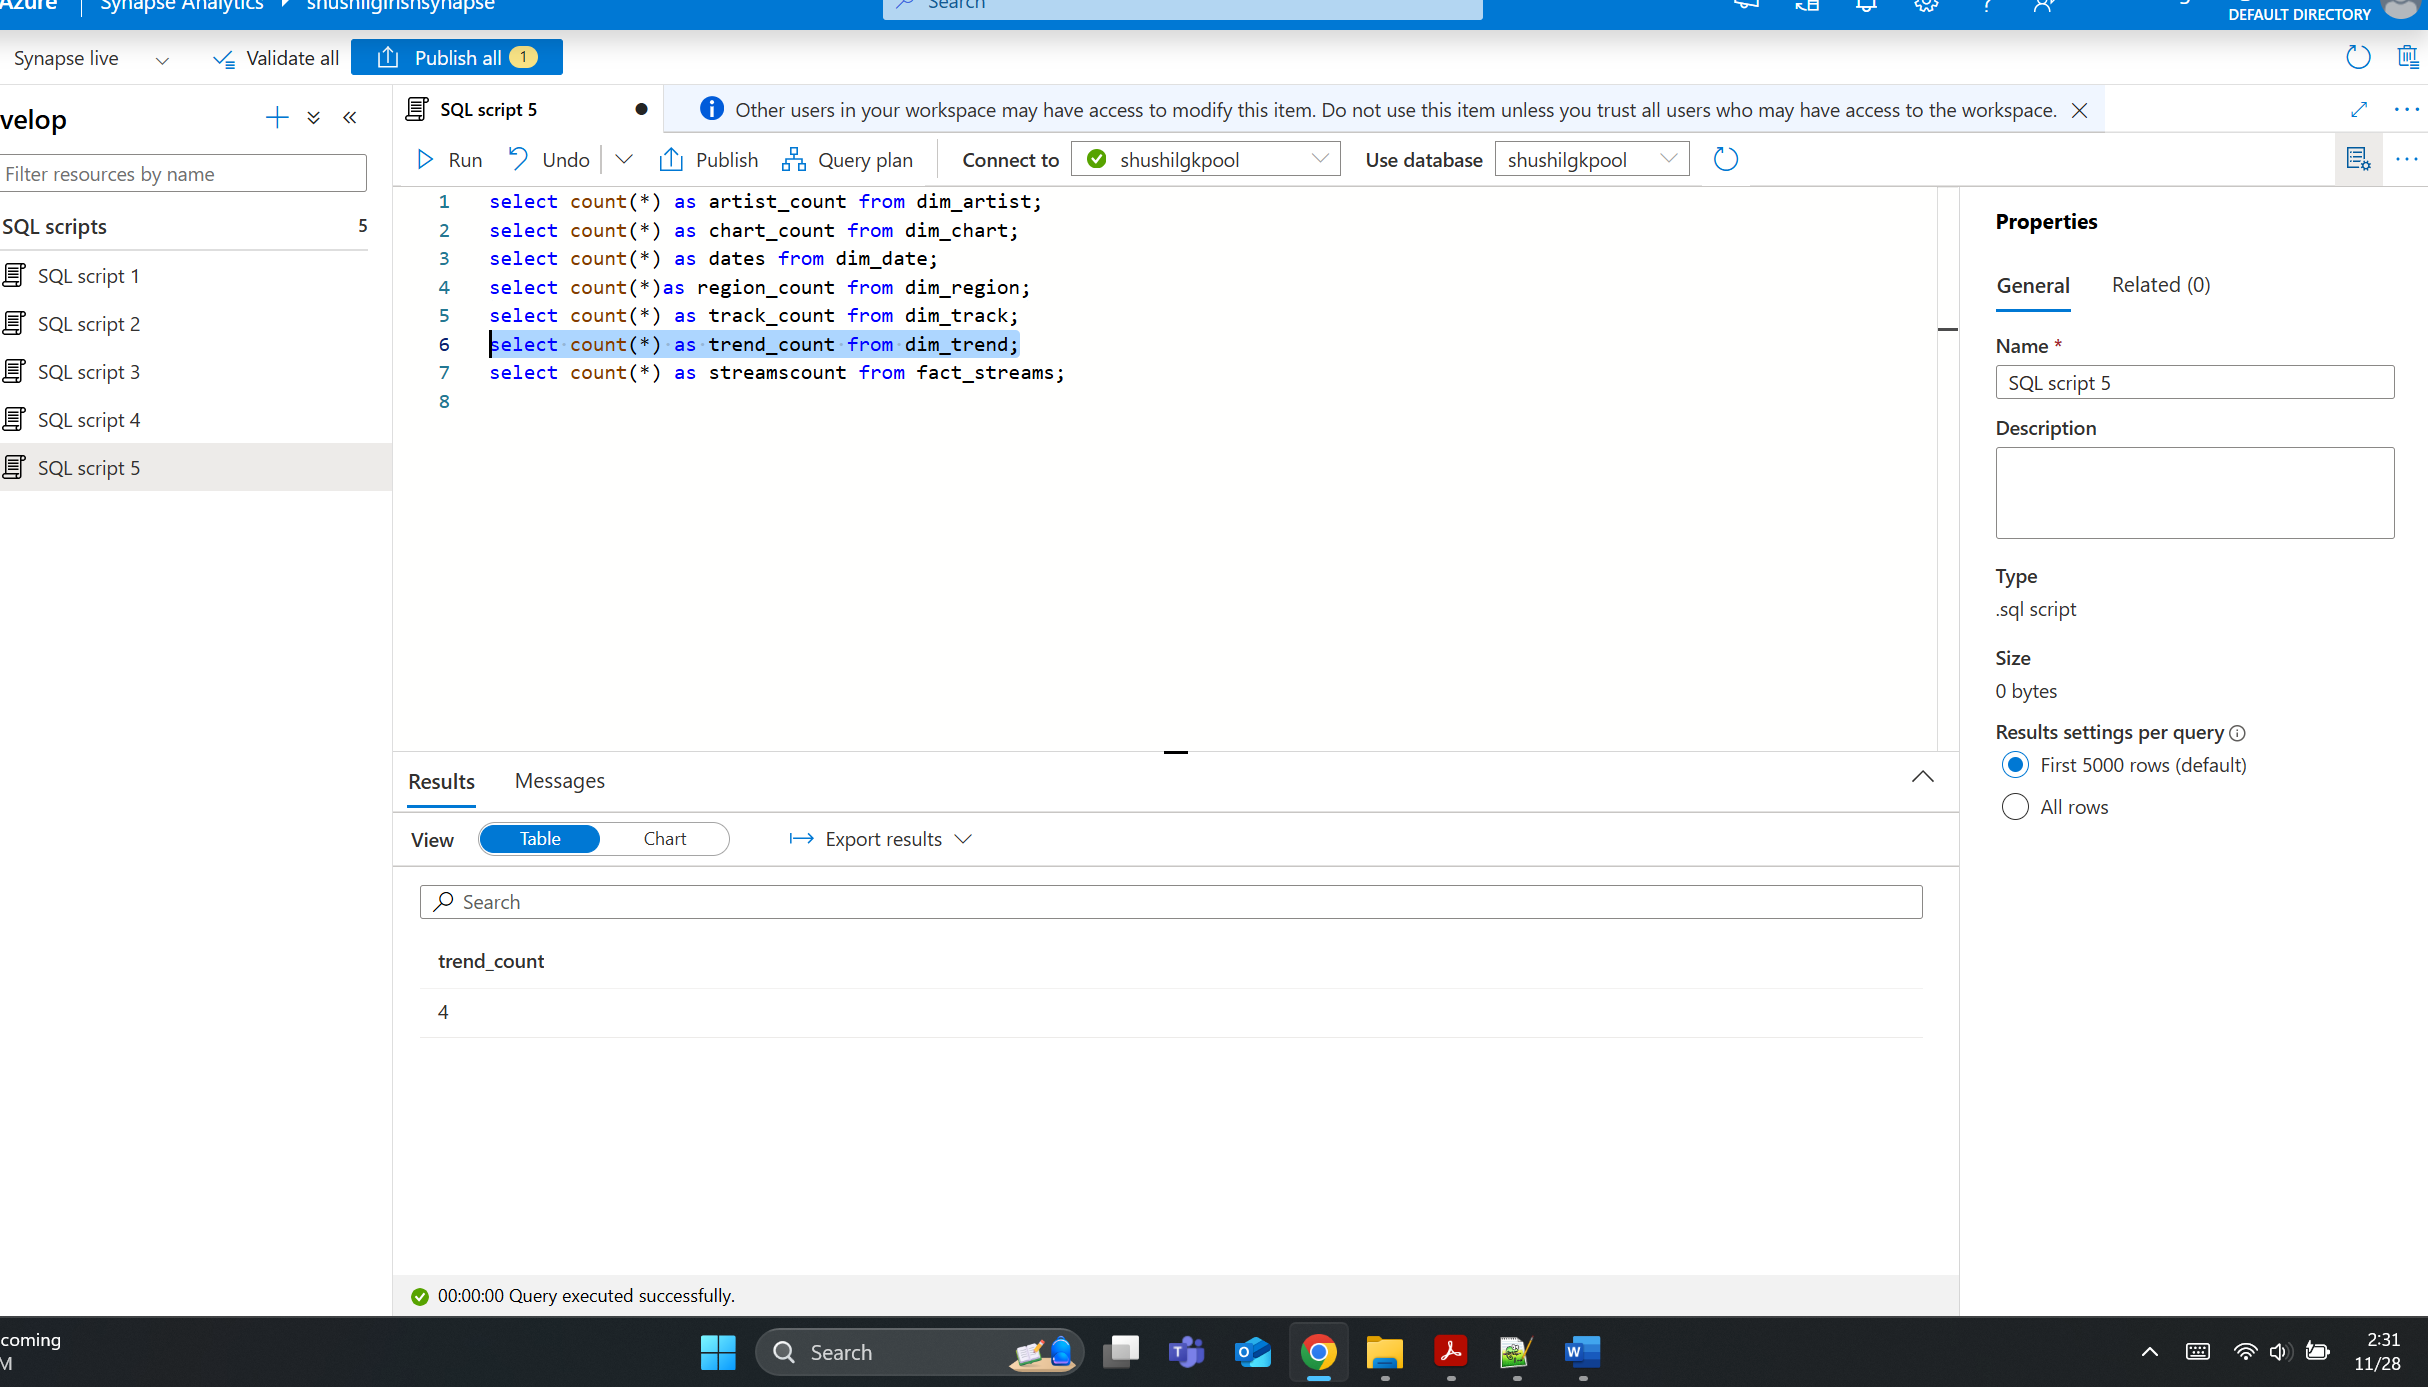 Azure Synapse Analytics shushilgirishsynapse Search DEFAULT DIRECTORY
Synapse live Validate all Publish all 1
velop
Filter resources by name
SQL scripts 5
SQL script 1
SQL script 2
SQL script 3
SQL script 4
SQL script 5
SQL script 5 Other users in your workspace may have access to modify this item. Do not use this item unless you trust all users who may have access to the workspace.
Run Undo Publish Query plan Connect to shushilgkpool Use database shushilgkpool
1 select count(*) as artist_count from dim_artist;
2 select count(*) as chart_count from dim_chart;
3 select count(*) as dates from dim_date;
4 select count(*)as region_count from dim_region;
5 select count(*) as track_count from dim_track;
6 select count(*) as trend_count from dim_trend;
7 select count(*) as streamscount from fact_streams;
8
Results Messages
View Table Chart Export results
Search
trend_count
4
00:00:00 Query executed successfully.
Properties
General Related (0)
Name *
SQL script 5
Description
Type
.sql script
Size
0 bytes
Results settings per query
First 5000 rows (default)
All rows
coming
M
Search
2:31
11/28